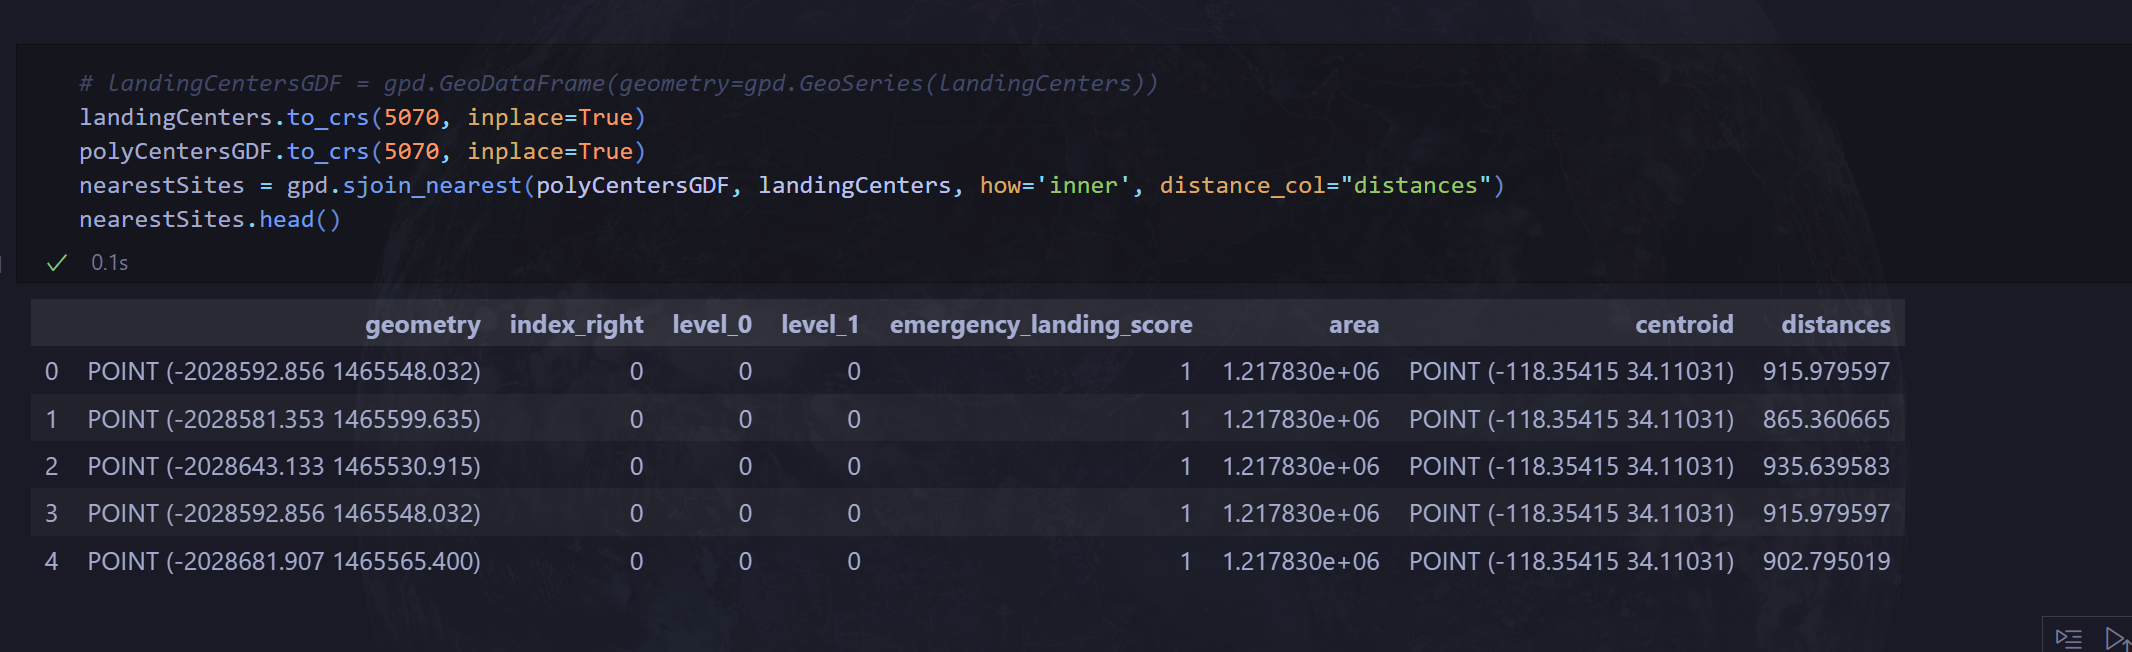 # landingCentersGDF = gpd.GeoDataFrame(geometry=gpd.GeoSeries(landingCenters))
landingCenters.to_crs(5070, inplace=True)
polyCentersGDF.to_crs(5070, inplace=True)
nearestSites = gpd.sjoin_nearest(polyCentersGDF, landingCenters, how='inner', distance_col="distances")
nearestSites.head()
0.1s
geometry index_right level_0 level_1 emergency_landing_score area centroid distances
0 POINT (-2028592.856 1465548.032) 0 0 0 1 1.217830e+06 POINT (-118.35415 34.11031) 915.979597
1 POINT (-2028581.353 1465599.635) 0 0 0 1 1.217830e+06 POINT (-118.35415 34.11031) 865.360665
2 POINT (-2028643.133 1465530.915) 0 0 0 1 1.217830e+06 POINT (-118.35415 34.11031) 935.639583
3 POINT (-2028592.856 1465548.032) 0 0 0 1 1.217830e+06 POINT (-118.35415 34.11031) 915.979597
4 POINT (-2028681.907 1465565.400) 0 0 0 1 1.217830e+06 POINT (-118.35415 34.11031) 902.795019